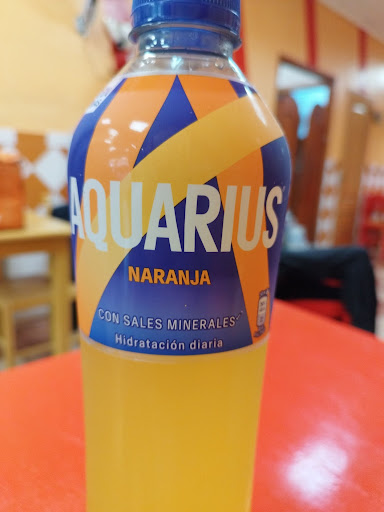 AQUARIUS
NARANJA
CON SALES MINERALES
Hidratación diaria